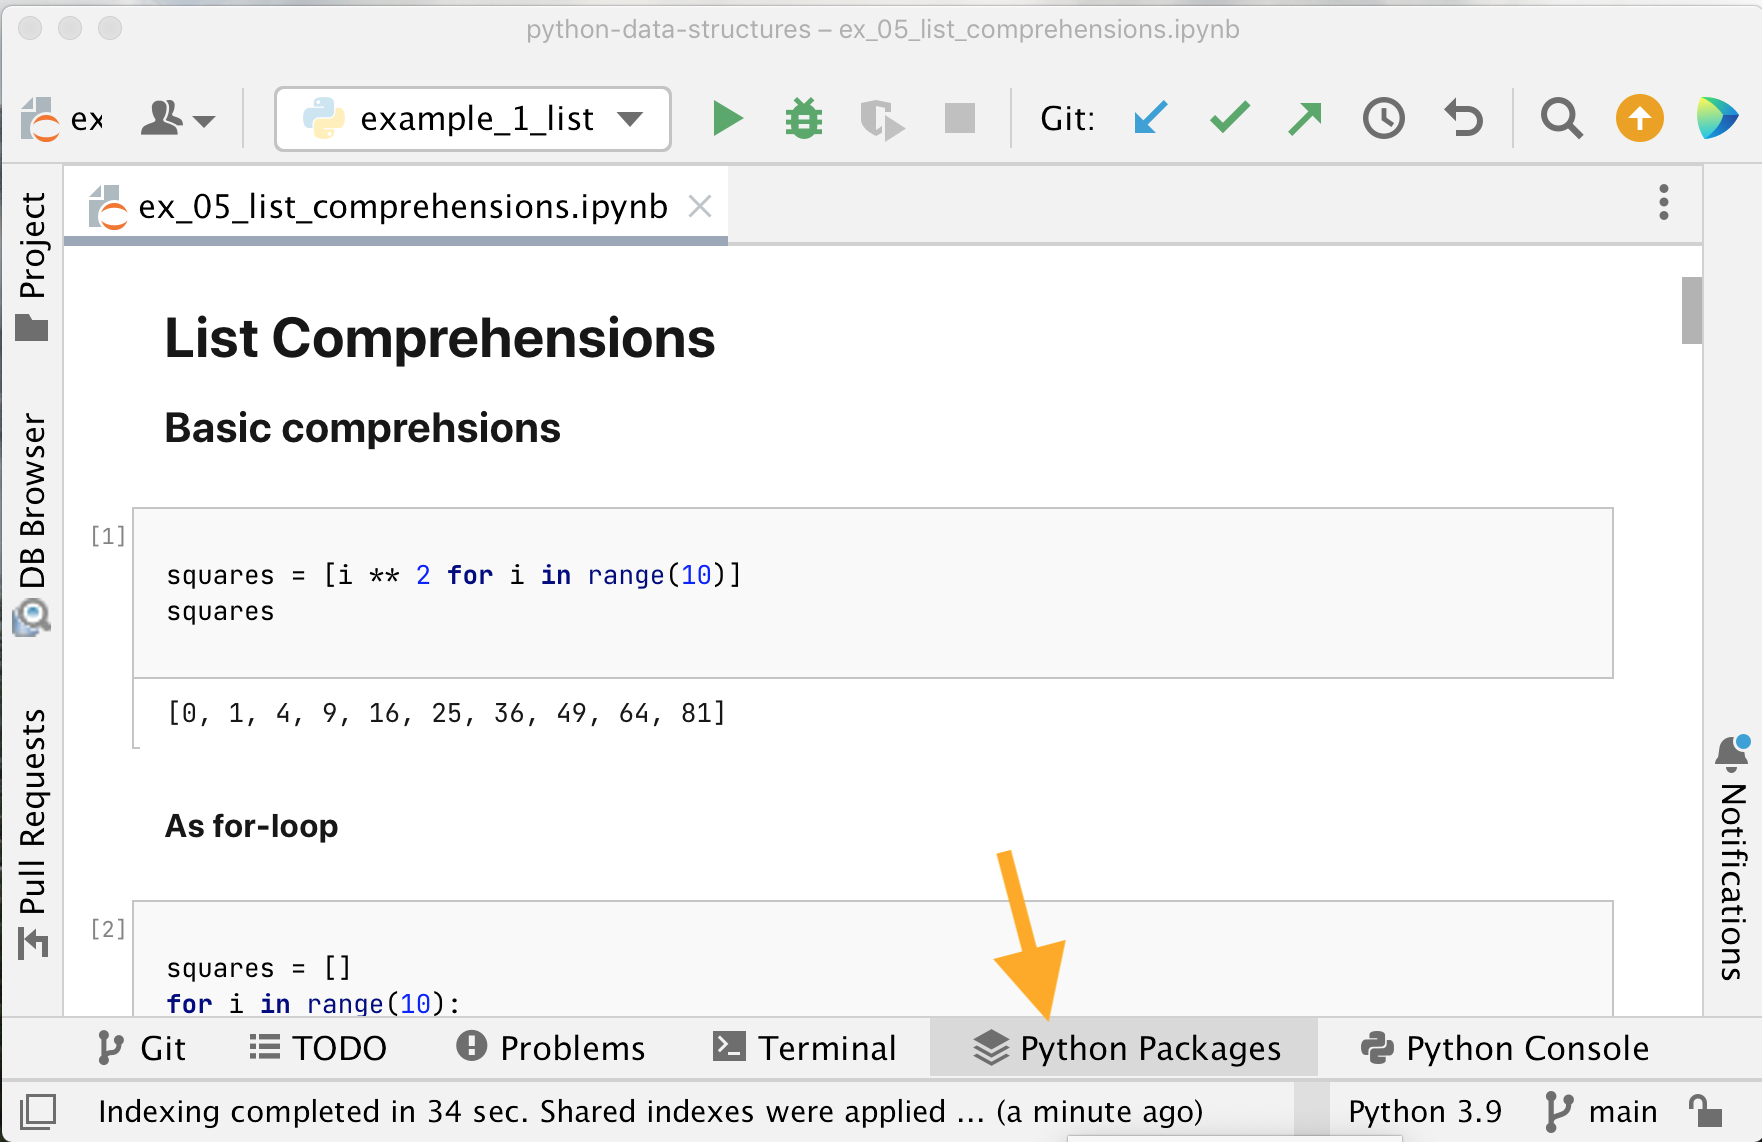 python-data-structures – ex_05_list_comprehensions.ipynb
ex
example_1_list
Git:
ex_05_list_comprehensions.ipynb
Project
DB Browser
Pull Requests
List Comprehensions
Basic comprehsions
[1]
squares = [i ** 2 for i in range(10)]
squares
[0, 1, 4, 9, 16, 25, 36, 49, 64, 81]
As for-loop
[2]
squares = []
for i in range(10):
Notifications
Git TODO Problems Terminal Python Packages Python Console
Indexing completed in 34 sec. Shared indexes were applied ... (a minute ago) Python 3.9 main